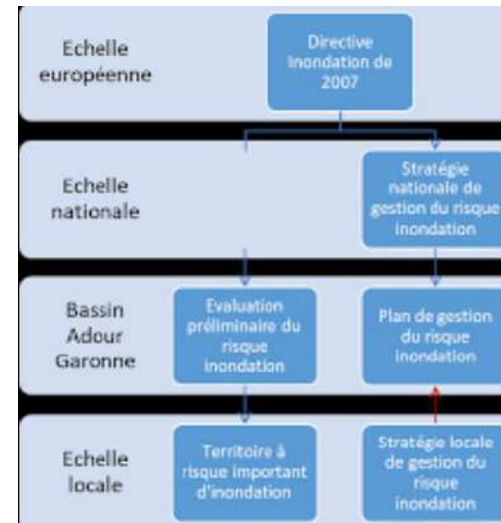 Echelle
européenne
Directive
Inondation de
2007
Echelle
nationale
Stratégie
nationale de
gestion du risque
inondation
Bassin
Adour
Garonne
Evaluation
préliminaire du
risque
inondation
Plan de gestion
du risque
inondation
Echelle
locale
Territoire à
risque important
d'inondation
Stratégie locale
de gestion du
risque
inondation